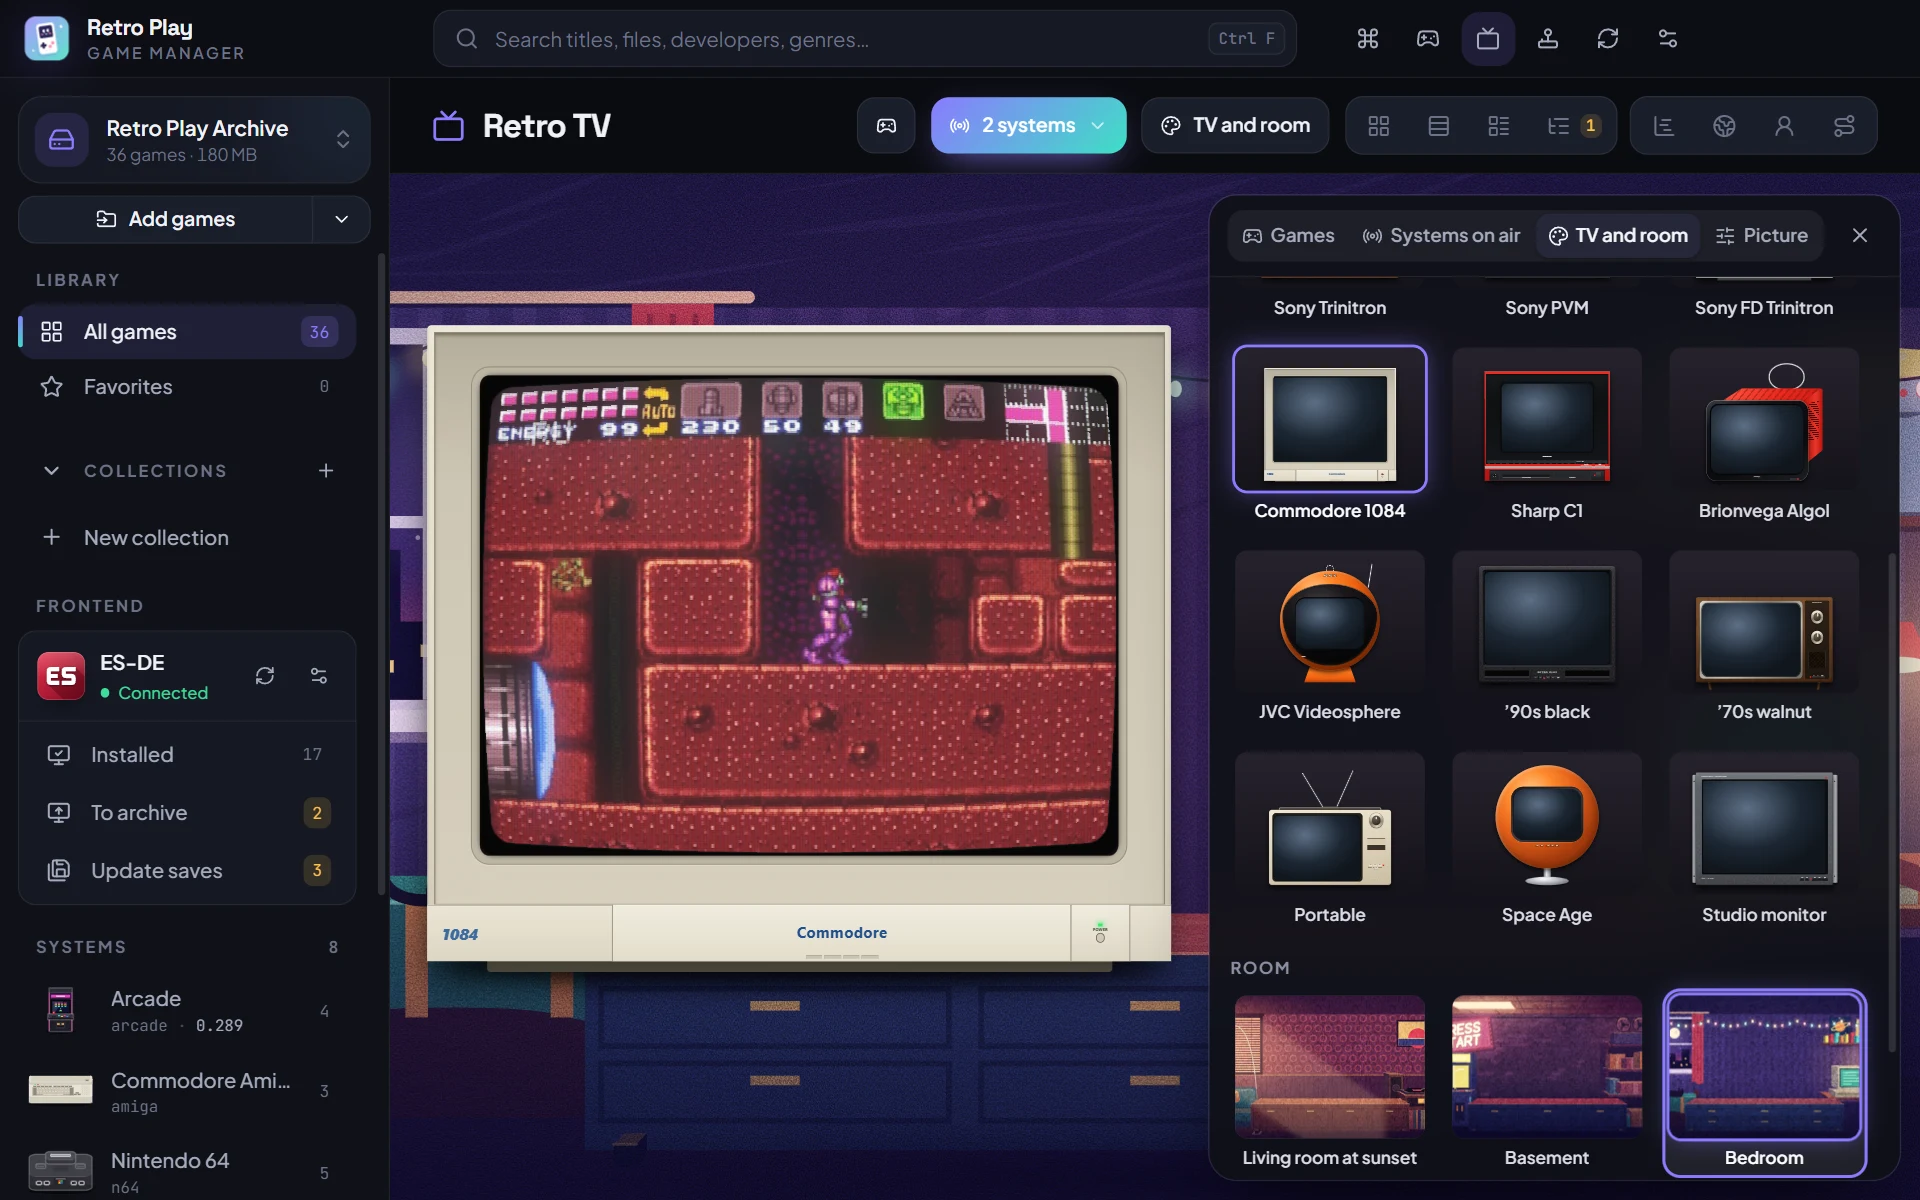 Retro Play
GAME MANAGER
Search titles, files, developers, genres...
Ctrl F
Retro Play Archive
36 games · 180 MB
Add games
LIBRARY
All games
36
Favorites
0
COLLECTIONS
New collection
FRONTEND
ES
ES-DE
Connected
Installed
17
To archive
2
Update saves
3
SYSTEMS
8
Arcade
4
arcade · 0.289
Commodore Ami...
3
amiga
Nintendo 64
5
n64
Retro TV
2 systems
TV and room
1
AUTO
ENERGY 99 230 50 49
1084
Commodore
POWER
Games
Systems on air
TV and room
Picture
Sony Trinitron
Sony PVM
Sony FD Trinitron
Commodore 1084
Sharp C1
Brionvega Algol
JVC Videosphere
’90s black
’70s walnut
Portable
Space Age
Studio monitor
ROOM
Living room at sunset
Basement
Bedroom